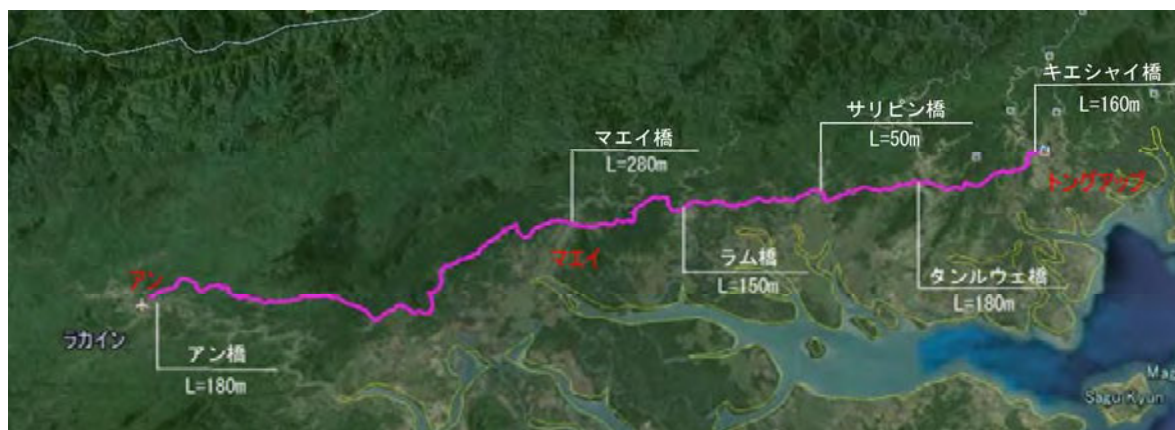 キエシャイ橋
L=160m
サリピン橋
L=50m
マエイ橋
L=280m
トングアップ
マエイ
アン
ラム橋
L=150m
タンルウェ橋
L=180m
ラカイン
アン橋
L=180m
Sagu Kyun